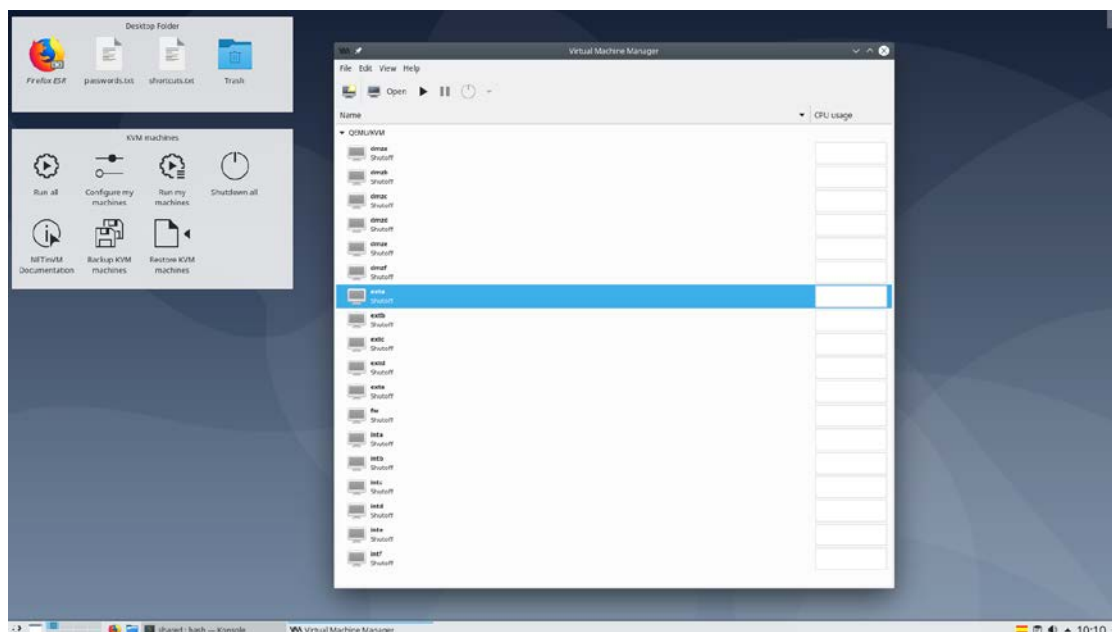 Desktop Folder
Firefox ESR
passwords.txt
shortcuts.txt
Trash
KVM machines
Run all
Configure my
machines
Run my
machines
Shutdown all
NETinVM
Documentation
Backup KVM
machines
Restore KVM
machines
Virtual Machine Manager
File Edit View Help
Open
Name
CPU usage
QEMU/KVM
dmza
Shutoff
dmzb
Shutoff
dmzc
Shutoff
dmzd
Shutoff
dmze
Shutoff
dmzf
Shutoff
exta
Shutoff
extb
Shutoff
extc
Shutoff
extd
Shutoff
exte
Shutoff
fw
Shutoff
inta
Shutoff
intb
Shutoff
intc
Shutoff
intd
Shutoff
inte
Shutoff
intf
Shutoff
shared : bash — Konsole
Virtual Machine Manager
10:10